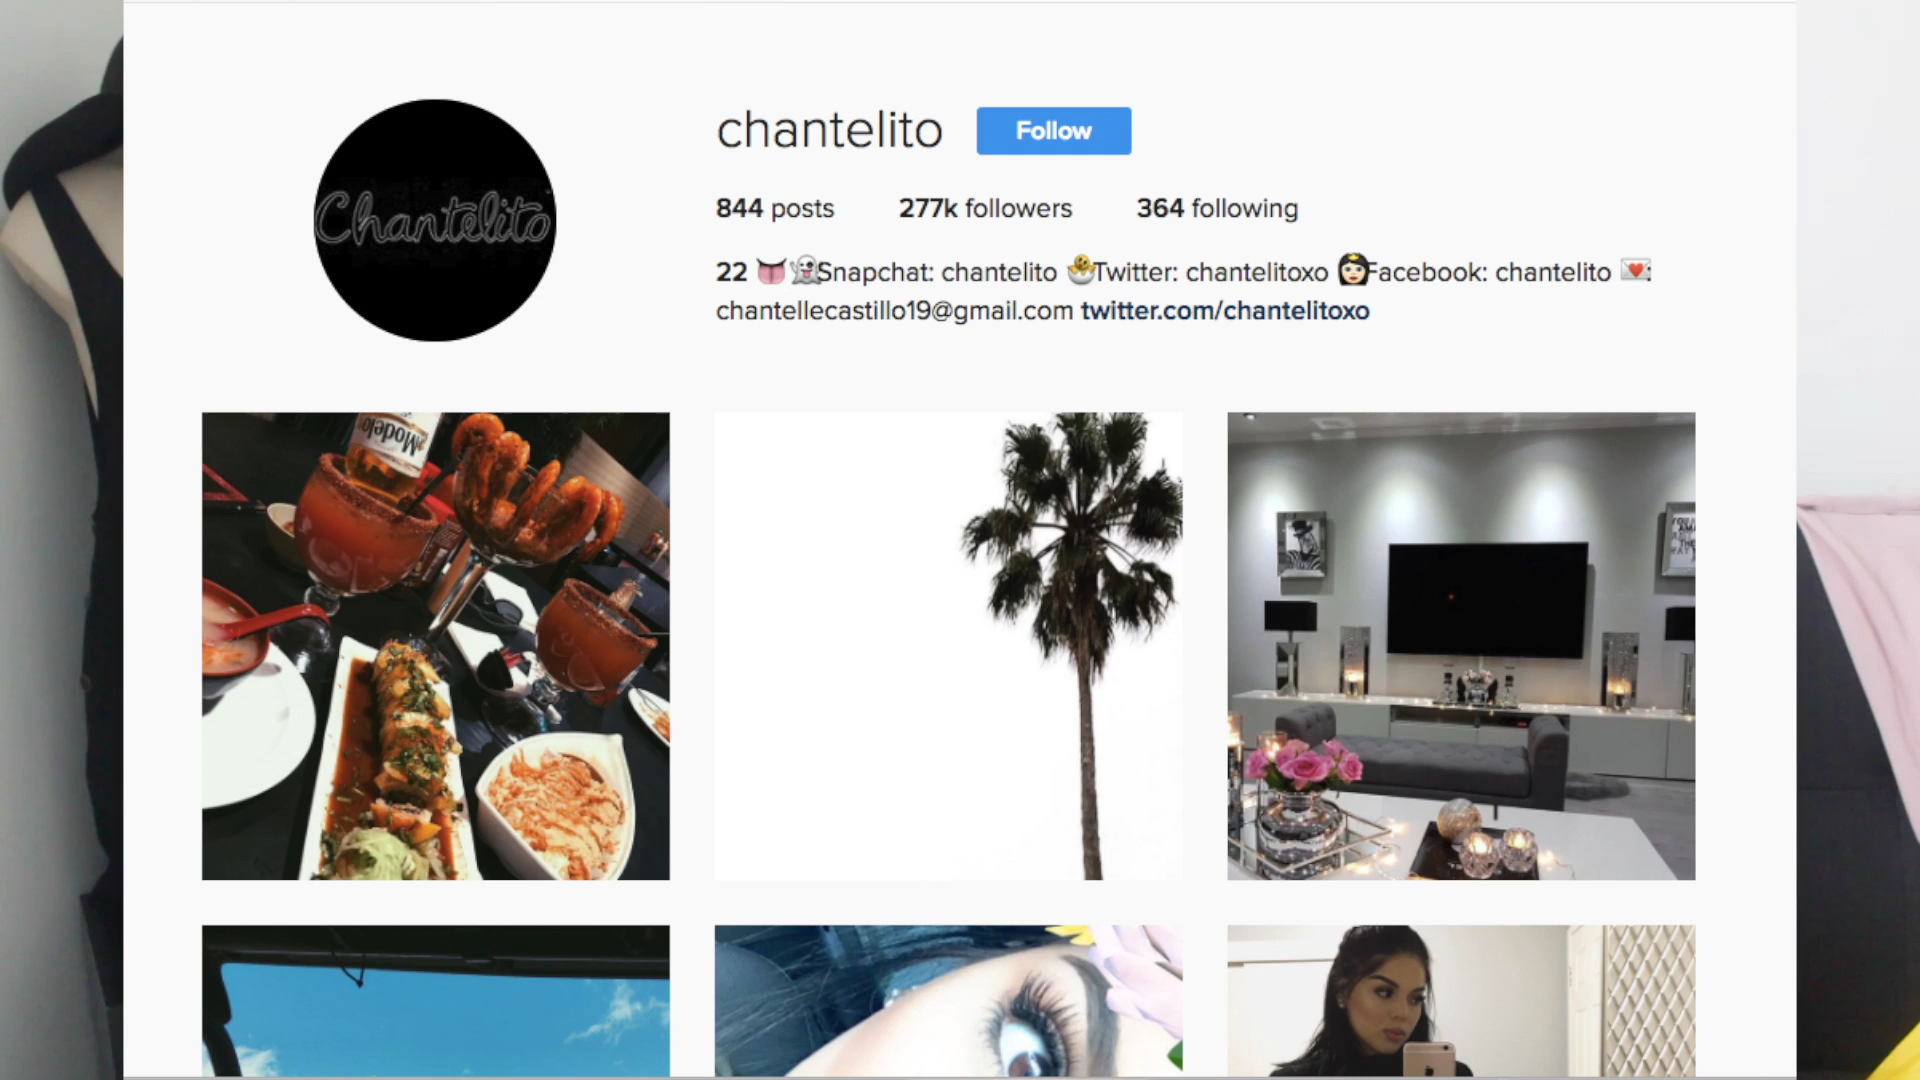 chantelito Follow
Chantelito
844 posts 277k followers 364 following
22 👅👻Snapchat: chantelito 🐣Twitter: chantelitoxo 👸Facebook: chantelito 💌:
chantellecastillo19@gmail.com twitter.com/chantelitoxo
Modelo